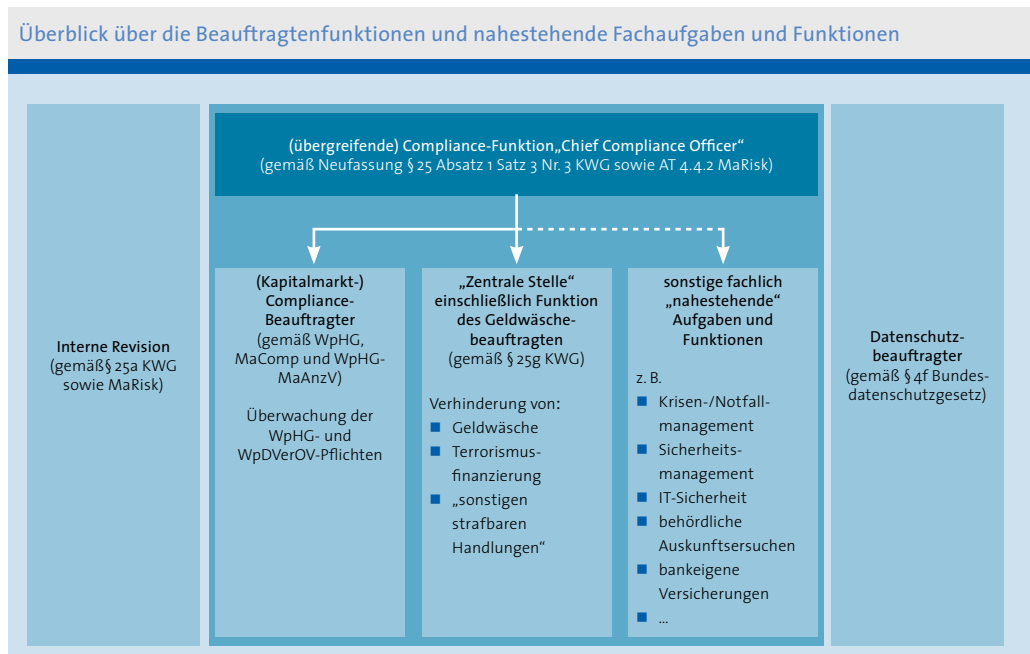 Überblick über die Beauftragtenfunktionen und nahestehende Fachaufgaben und Funktionen
Interne Revision
(gemäß§ 25a KWG
sowie MaRisk)
(übergreifende) Compliance-Funktion„Chief Compliance Officer“
(gemäß Neufassung § 25 Absatz 1 Satz 3 Nr. 3 KWG sowie AT 4.4.2 MaRisk)
(Kapitalmarkt-)
Compliance-
Beauftragter
(gemäß WpHG,
MaComp und WpHG-
MaAnzV)
Überwachung der
WpHG- und
WpDVerOV-Pflichten
„Zentrale Stelle“
einschließlich Funktion
des Geldwäsche-
beauftragten
(gemäß § 25g KWG)
Verhinderung von:
■ Geldwäsche
■ Terrorismus-
finanzierung
■ „sonstigen
strafbaren
Handlungen“
sonstige fachlich
„nahestehende“
Aufgaben und
Funktionen
z. B.
■ Krisen-/Notfall-
management
■ Sicherheits-
management
■ IT-Sicherheit
■ behördliche
Auskunftsersuchen
■ bankeigene
Versicherungen
■ ...
Datenschutz-
beauftragter
(gemäß § 4f Bundes-
datenschutzgesetz)